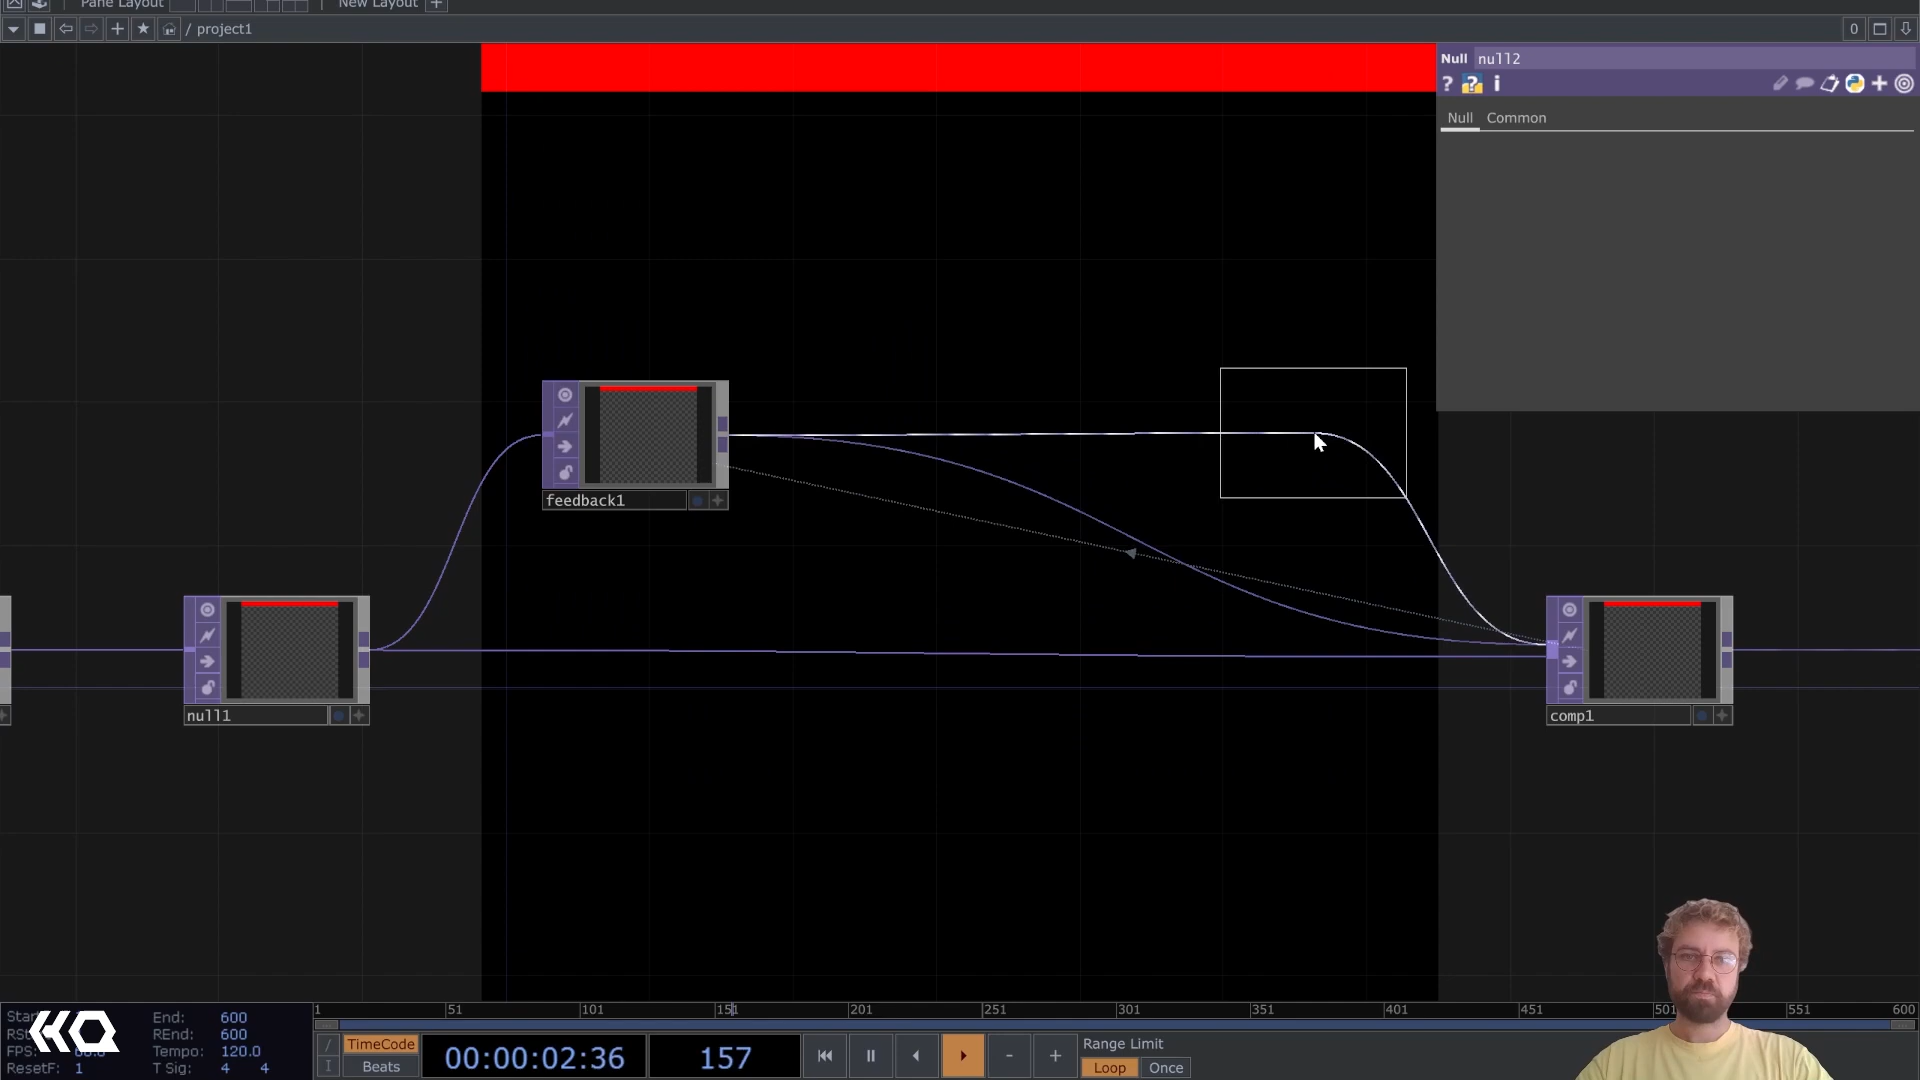 Pane Layout New Layout +
/ project1 0
Null null2
? ? i
Null Common
feedback1
null1
comp1
1 51 101 151 201 251 301 351 401 451 501 551 600
End: 600
REnd: 600
FPS: Tempo: 120.0
ResetF: 1 T Sig: 4 4
TimeCode
Beats
00:00:02:36
157
- +
Range Limit
Loop Once